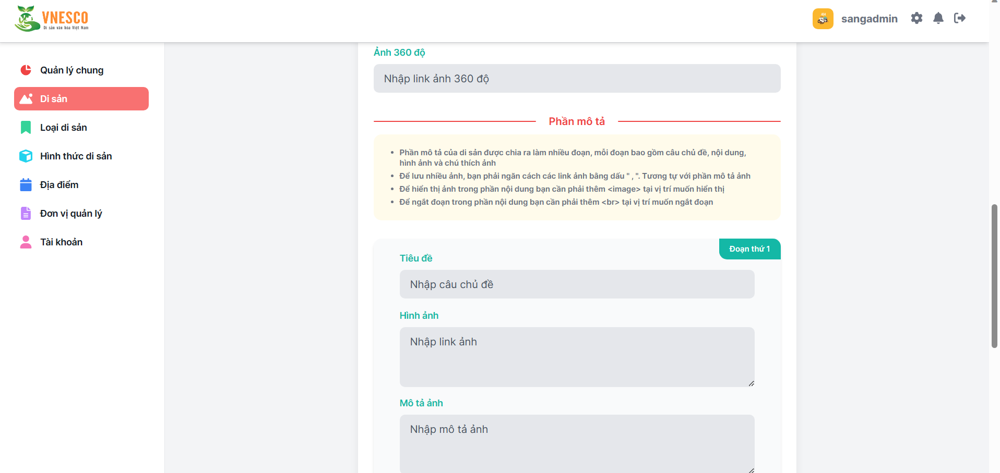 VNESCO
Di sản văn hóa Việt Nam
sangadmin
Quản lý chung
Di sản
Loại di sản
Hình thức di sản
Địa điểm
Đơn vị quản lý
Tài khoản
Ảnh 360 độ
Nhập link ảnh 360 độ
Phần mô tả
Phần mô tả của di sản được chia ra làm nhiều đoạn, mỗi đoạn bao gồm câu chủ đề, nội dung,
hình ảnh và chú thích ảnh
Để lưu nhiều ảnh, bạn phải ngăn cách các link ảnh bằng dấu " , ". Tương tự với phần mô tả ảnh
Để hiển thị ảnh trong phần nội dung bạn cần phải thêm <image> tại vị trí muốn hiển thị
Để ngắt đoạn trong phần nội dung bạn cần phải thêm <br> tại vị trí muốn ngắt đoạn
Đoạn thứ 1
Tiêu đề
Nhập câu chủ đề
Hình ảnh
Nhập link ảnh
Mô tả ảnh
Nhập mô tả ảnh